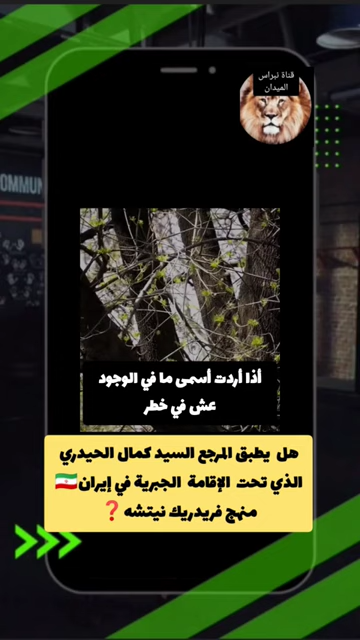 قناة نبراس
الميدان
OMMUN
أذا أردت أسمى ما في الوجود
عش في خطر
هل يطبق المرجع السيد كمال الحيدري
الذي تحت الإقامة الجبرية في إيران🇮🇷
منهج فريدريك نيتشه❓